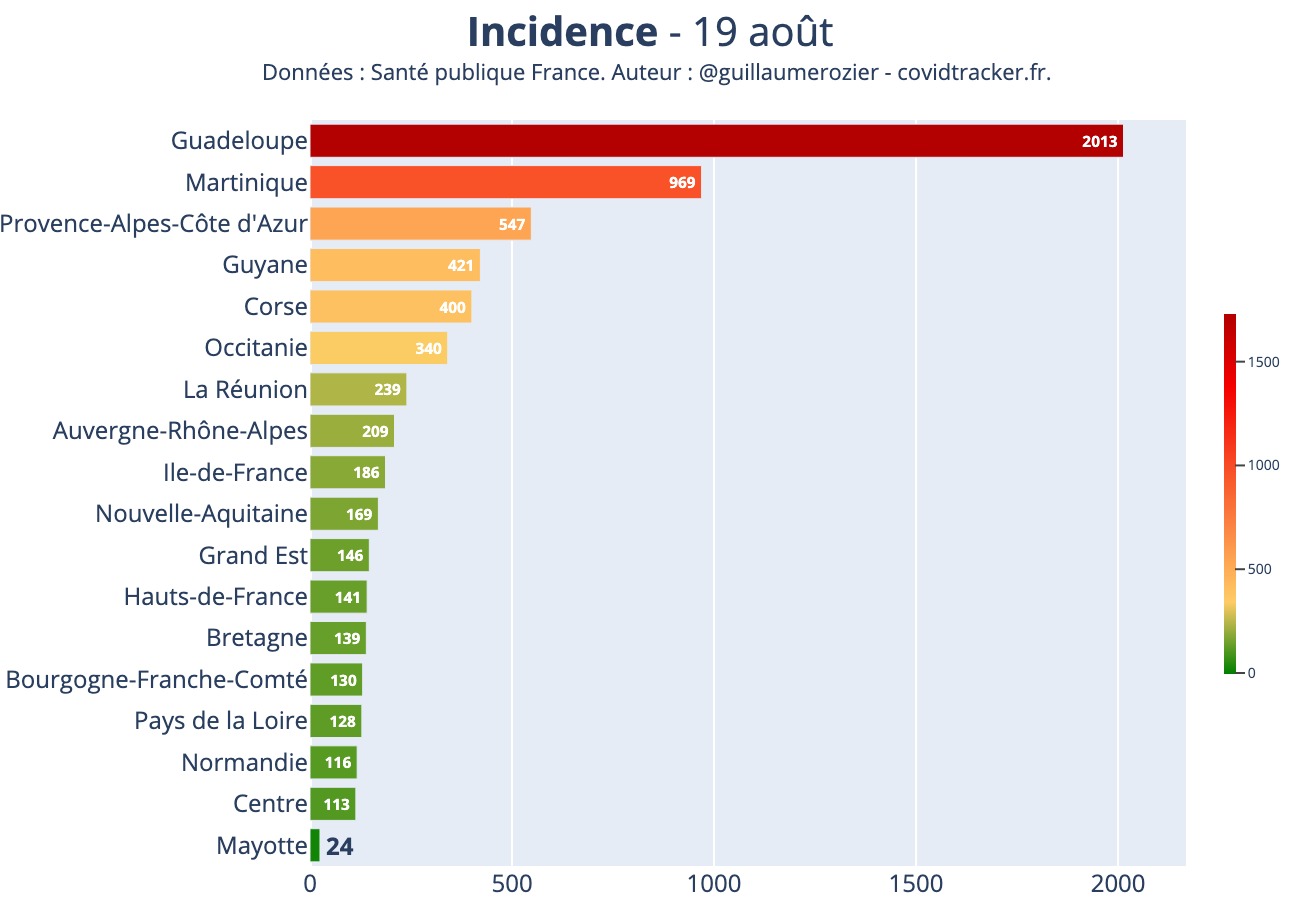 Incidence - 19 août
Données : Santé publique France. Auteur : @guillaumerozier - covidtracker.fr.
Guadeloupe 2013
Martinique 969
Provence-Alpes-Côte d'Azur 547
Guyane 421
Corse 400
Occitanie 340
La Réunion 239
Auvergne-Rhône-Alpes 209
Ile-de-France 186
Nouvelle-Aquitaine 169
Grand Est 146
Hauts-de-France 141
Bretagne 139
Bourgogne-Franche-Comté 130
Pays de la Loire 128
Normandie 116
Centre 113
Mayotte 24
0 500 1000 1500 2000
1500
1000
500
0